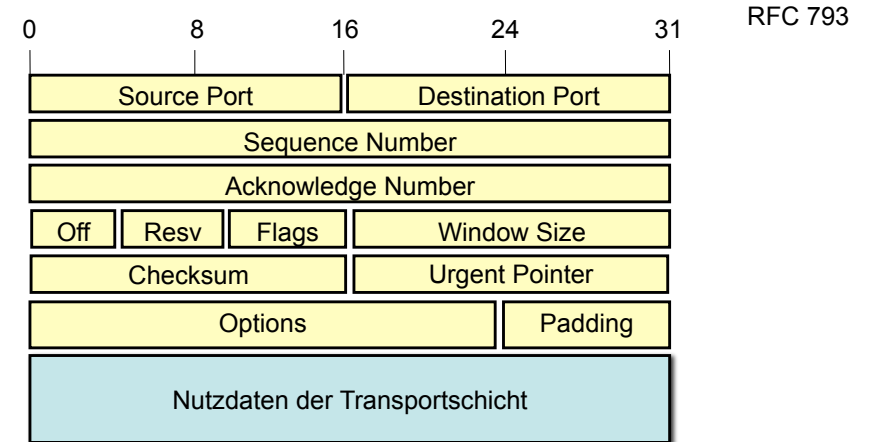 RFC 793
0 8 16 24 31
Source Port Destination Port
Sequence Number
Acknowledge Number
Off Resv Flags Window Size
Checksum Urgent Pointer
Options Padding
Nutzdaten der Transportschicht